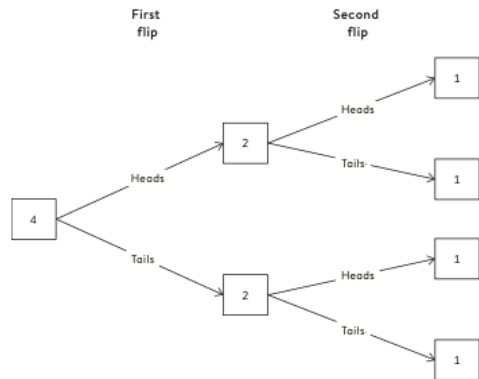 First
flip
Second
flip
1
Heads
2
Tails
1
Heads
4
Tails
1
Heads
2
Tails
1